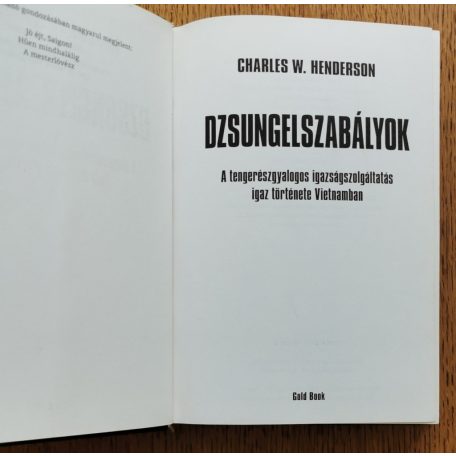 gondozásában magyarul megjelent:
Jó éjt, Saigon!
Hűen mindhalálig
A mesterlövész
CHARLES W. HENDERSON
DZSUNGELSZABÁLYOK
A tengerészgyalogos igazságszolgáltatás
igaz története Vietnamban
Gold Book